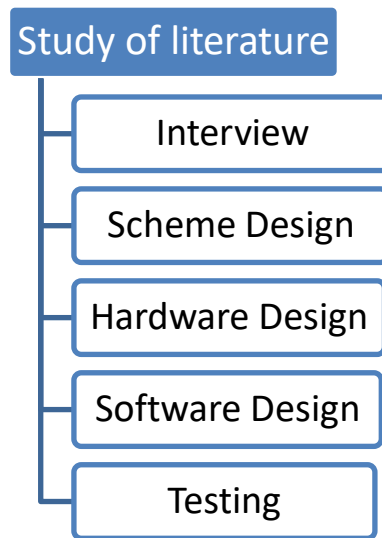 Study of literature
Interview
Scheme Design
Hardware Design
Software Design
Testing